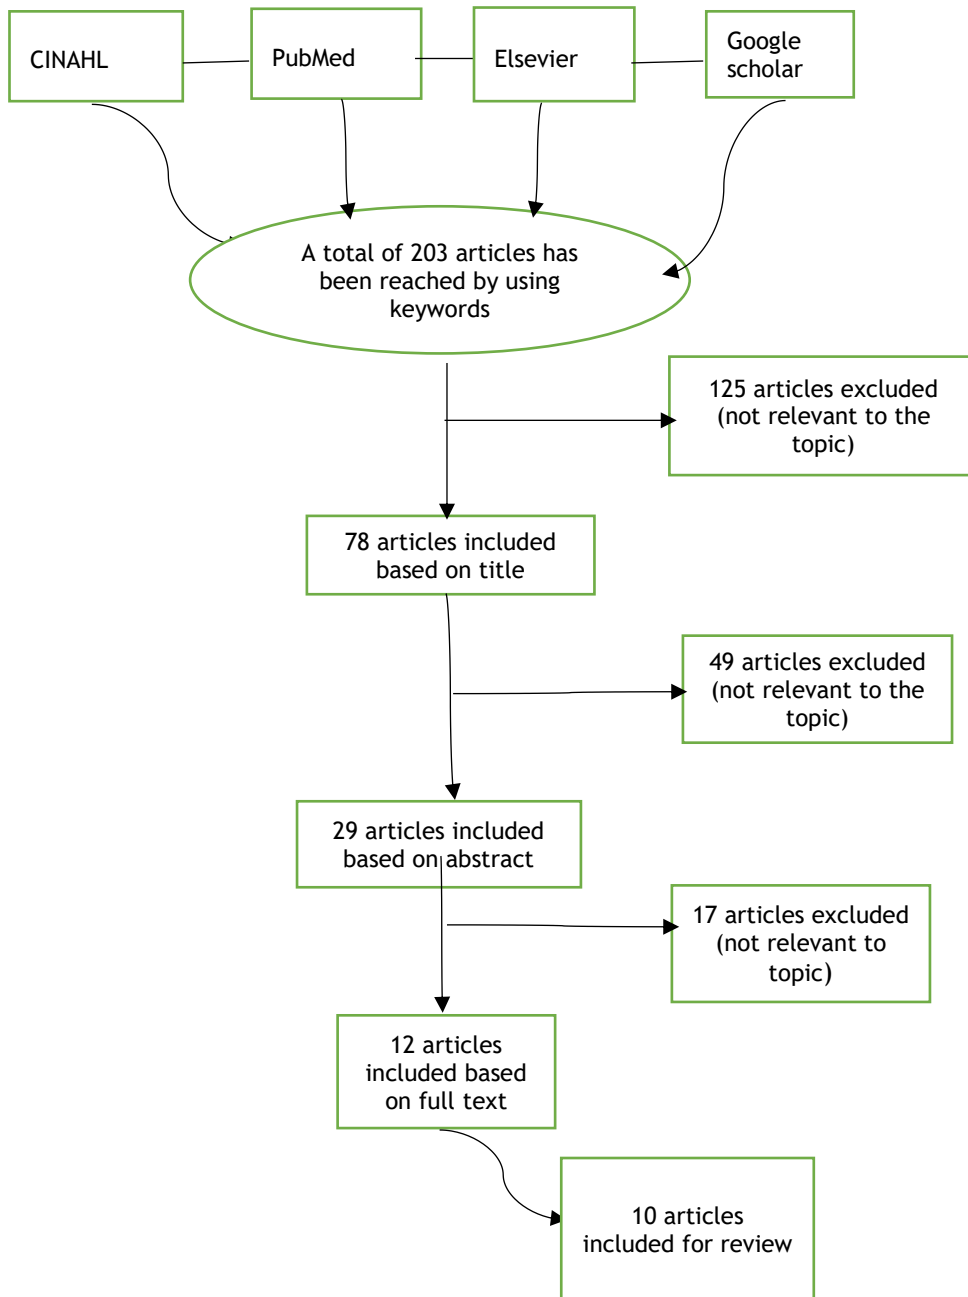 CINAHL
PubMed
Elsevier
Google
scholar
A total of 203 articles has
been reached by using
keywords
125 articles excluded
(not relevant to the
topic)
78 articles included
based on title
49 articles excluded
(not relevant to the
topic)
29 articles included
based on abstract
17 articles excluded
(not relevant to
topic)
12 articles
included based
on full text
10 articles
included for review